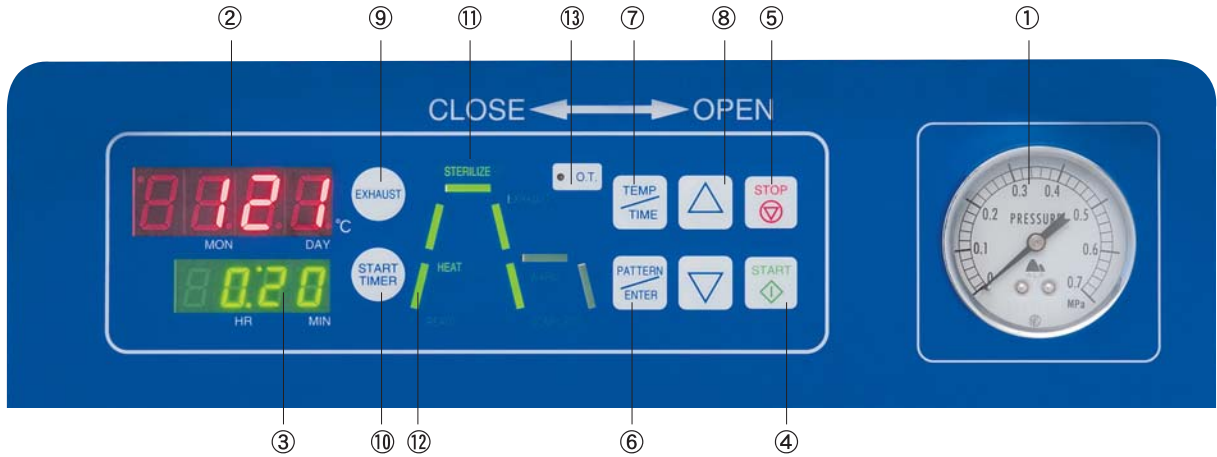 ② ⑨ ⑪ ⑬ ⑦ ⑧ ⑤ ①
CLOSE OPEN
121 °C
MON DAY
0.20
HR MIN
EXHAUST
START
TIMER
STERILIZE
HEAT
O.T.
TEMP
TIME
STOP
PATTERN
ENTER
START
0 0.1 0.2 0.3 0.4 0.5 0.6 0.7
PRESSURE
MPa
③ ⑩ ⑫ ⑥ ④